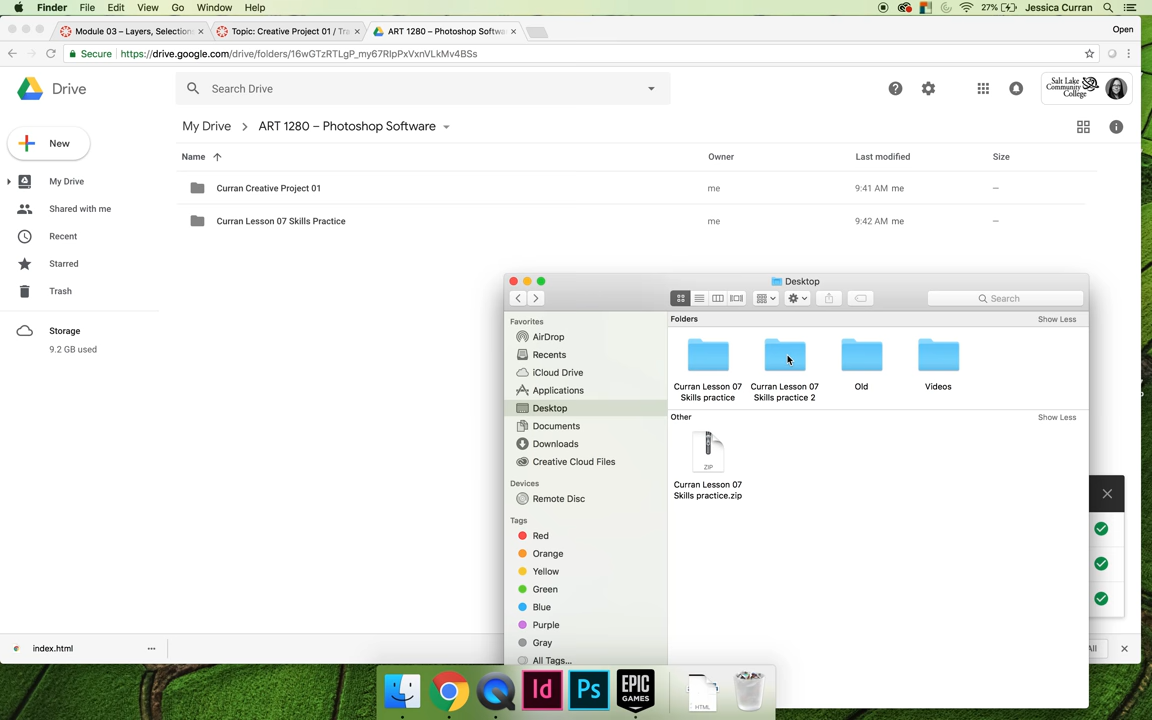 Finder File Edit View Go Window Help 27% Jessica Curran
Module 03 – Layers, Selection × Topic: Creative Project 01 / Tra × ART 1280 – Photoshop Softwar × Open
Secure https://drive.google.com/drive/folders/16wGTzRTLgP_my67RIpPxVxnVLkMv4BSs
Drive Search Drive Salt Lake Community College
My Drive > ART 1280 – Photoshop Software
New
Name Owner Last modified Size
My Drive
Curran Creative Project 01 me 9:41 AM me –
Shared with me
Curran Lesson 07 Skills Practice me 9:42 AM me –
Recent
Starred
Trash
Storage
9.2 GB used
Desktop
Search
Favorites
AirDrop
Recents
iCloud Drive
Applications
Desktop
Documents
Downloads
Creative Cloud Files
Devices
Remote Disc
Tags
Red
Orange
Yellow
Green
Blue
Purple
Gray
All Tags...
Folders Show Less
Curran Lesson 07 Skills practice
Curran Lesson 07 Skills practice 2
Old
Videos
Other Show Less
ZIP
Curran Lesson 07 Skills practice.zip
index.html
Id Ps EPIC GAMES HTML